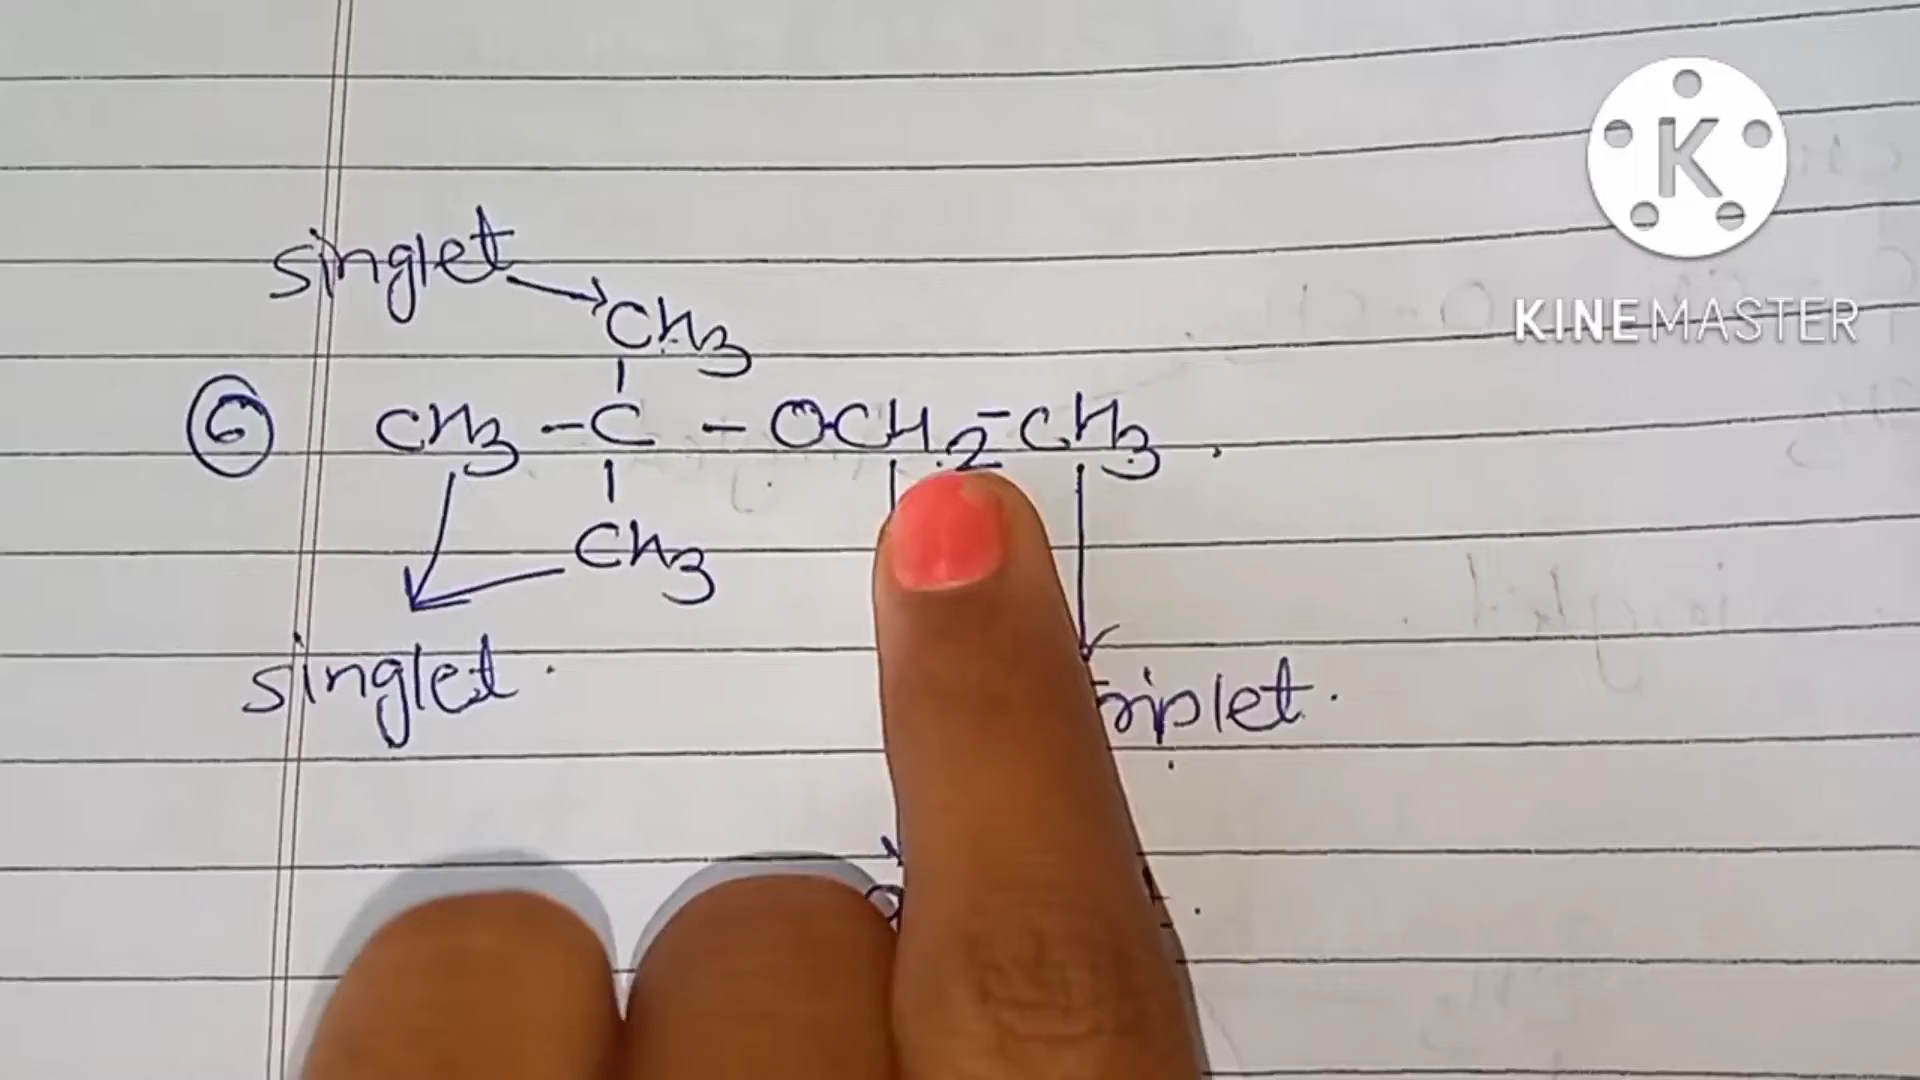 singlet
CH3
6 CH3 - C - OCH2 - CH3
CH3
singlet.
riplet.
KINEMASTER